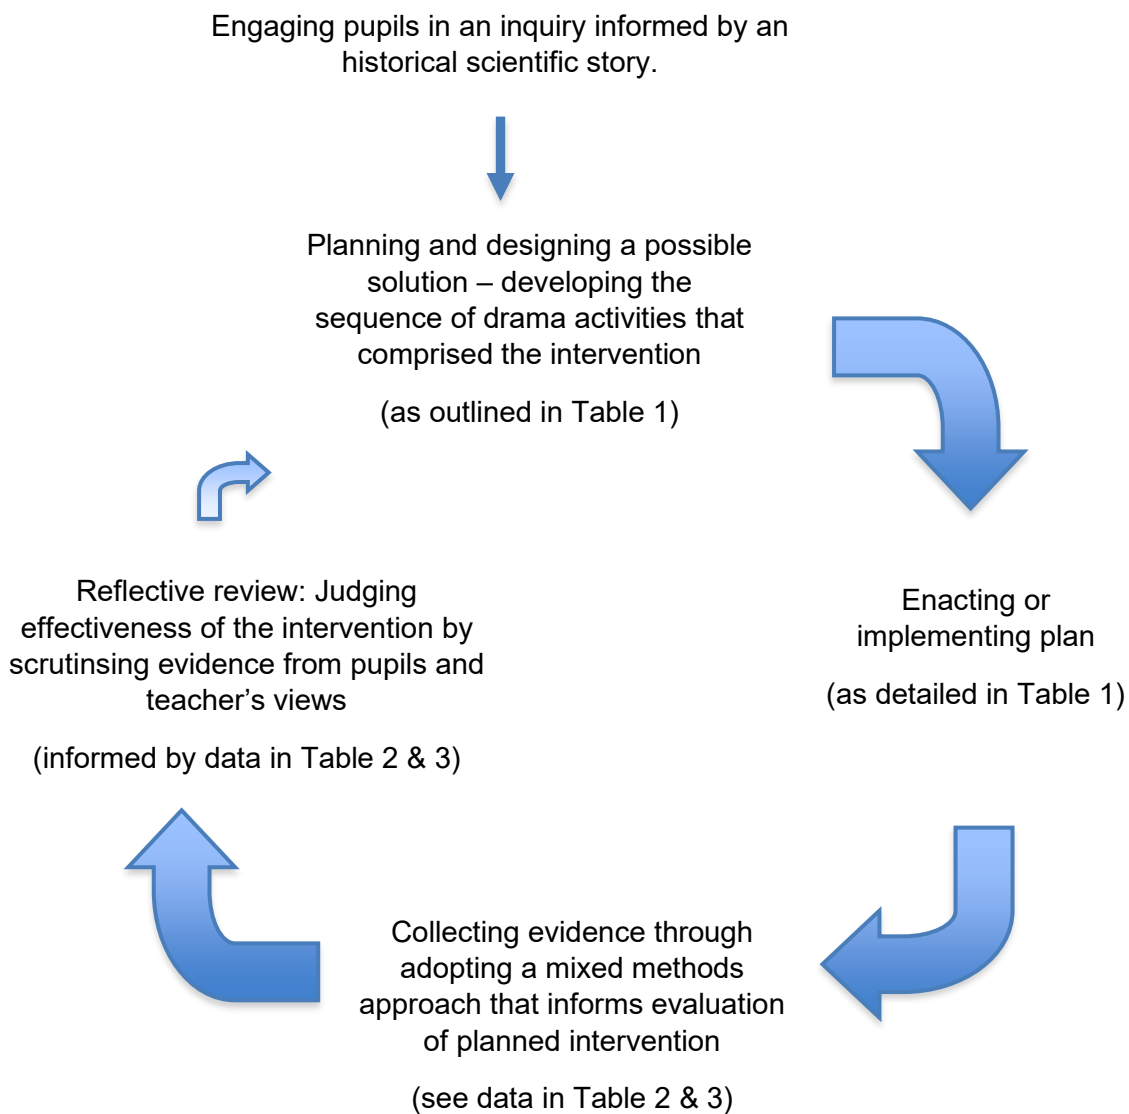 Engaging pupils in an inquiry informed by an
historical scientific story.
Planning and designing a possible
solution – developing the
sequence of drama activities that
comprised the intervention
(as outlined in Table 1)
Enacting or
implementing plan
(as detailed in Table 1)
Collecting evidence through
adopting a mixed methods
approach that informs evaluation
of planned intervention
(see data in Table 2 & 3)
Reflective review: Judging
effectiveness of the intervention by
scrutinsing evidence from pupils and
teacher’s views
(informed by data in Table 2 & 3)